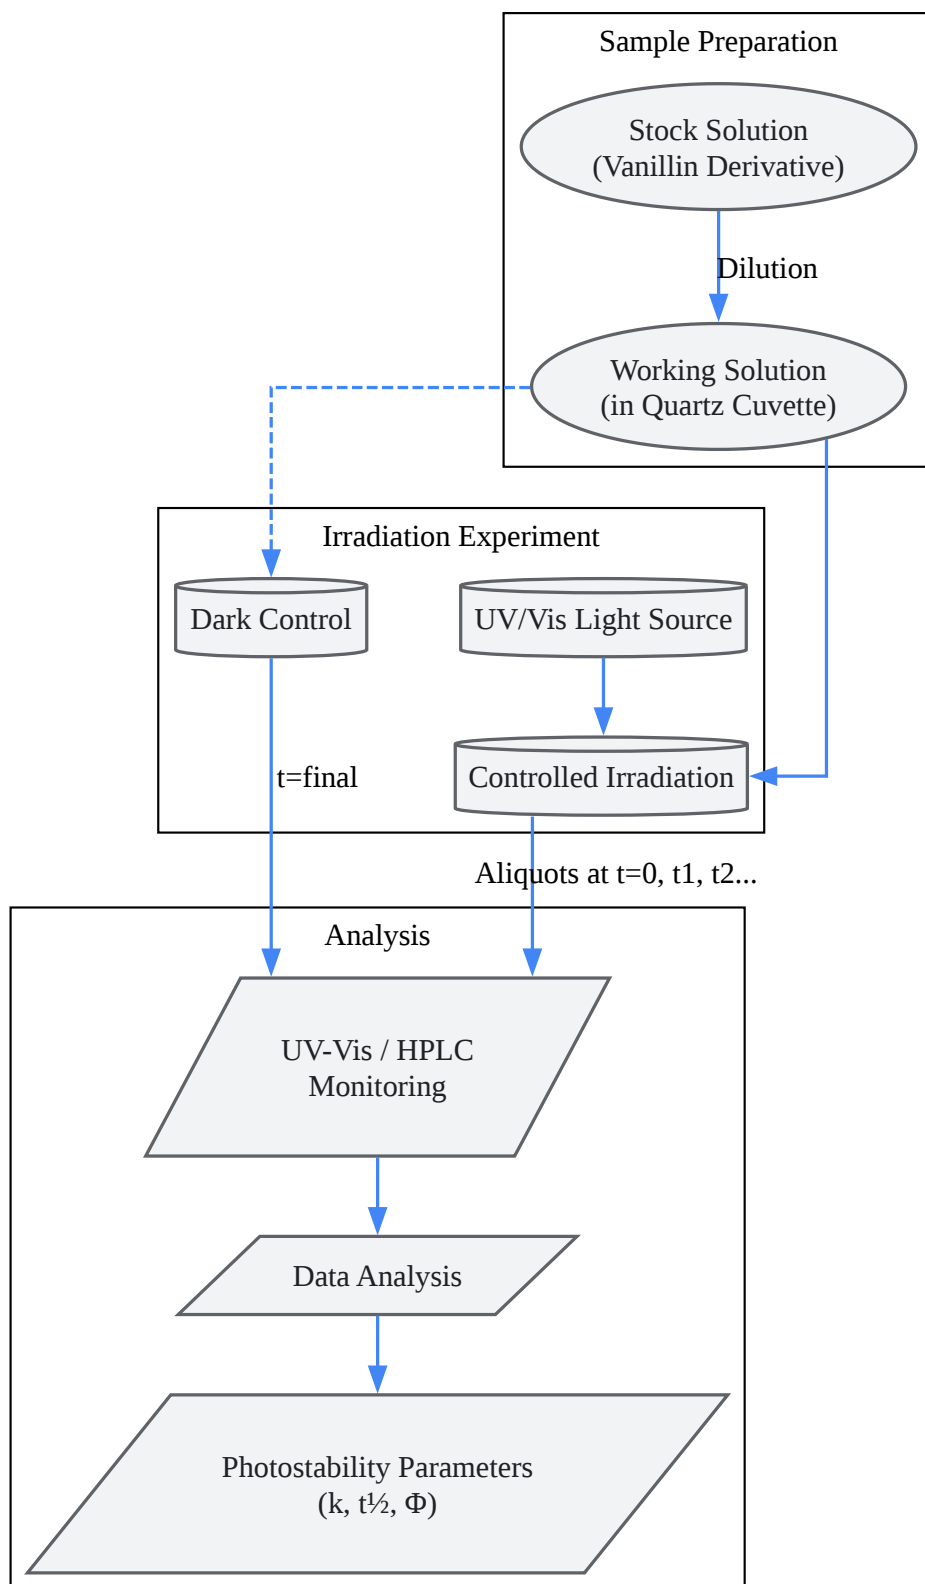 Sample Preparation
Stock Solution
(Vanillin Derivative)
Dilution
Working Solution
(in Quartz Cuvette)
Irradiation Experiment
Dark Control
UV/Vis Light Source
t=final
Controlled Irradiation
Aliquots at t=0, t1, t2...
Analysis
UV-Vis / HPLC
Monitoring
Data Analysis
Photostability Parameters
(k, t½, Φ)